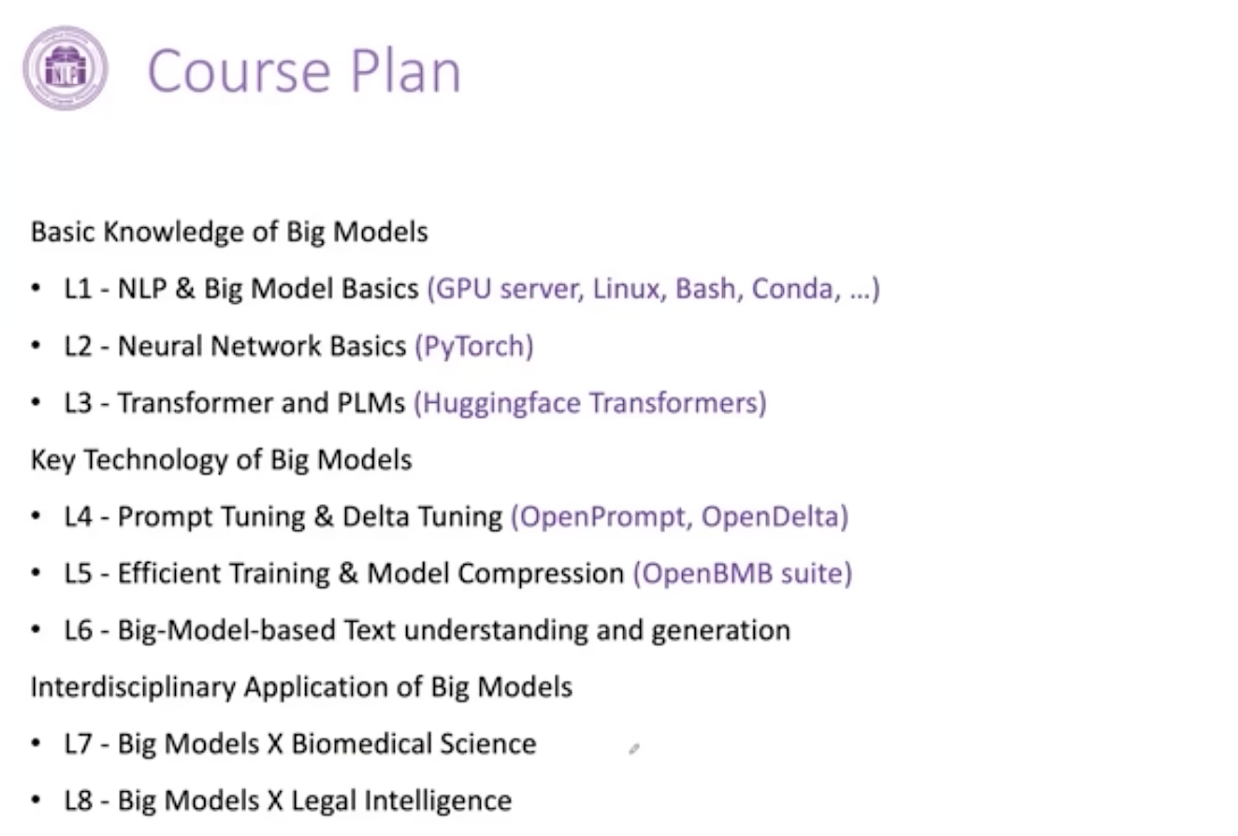 NLP
Course Plan
Basic Knowledge of Big Models
• L1 - NLP & Big Model Basics (GPU server, Linux, Bash, Conda, ...)
• L2 - Neural Network Basics (PyTorch)
• L3 - Transformer and PLMs (Huggingface Transformers)
Key Technology of Big Models
• L4 - Prompt Tuning & Delta Tuning (OpenPrompt, OpenDelta)
• L5 - Efficient Training & Model Compression (OpenBMB suite)
• L6 - Big-Model-based Text understanding and generation
Interdisciplinary Application of Big Models
• L7 - Big Models X Biomedical Science
• L8 - Big Models X Legal Intelligence